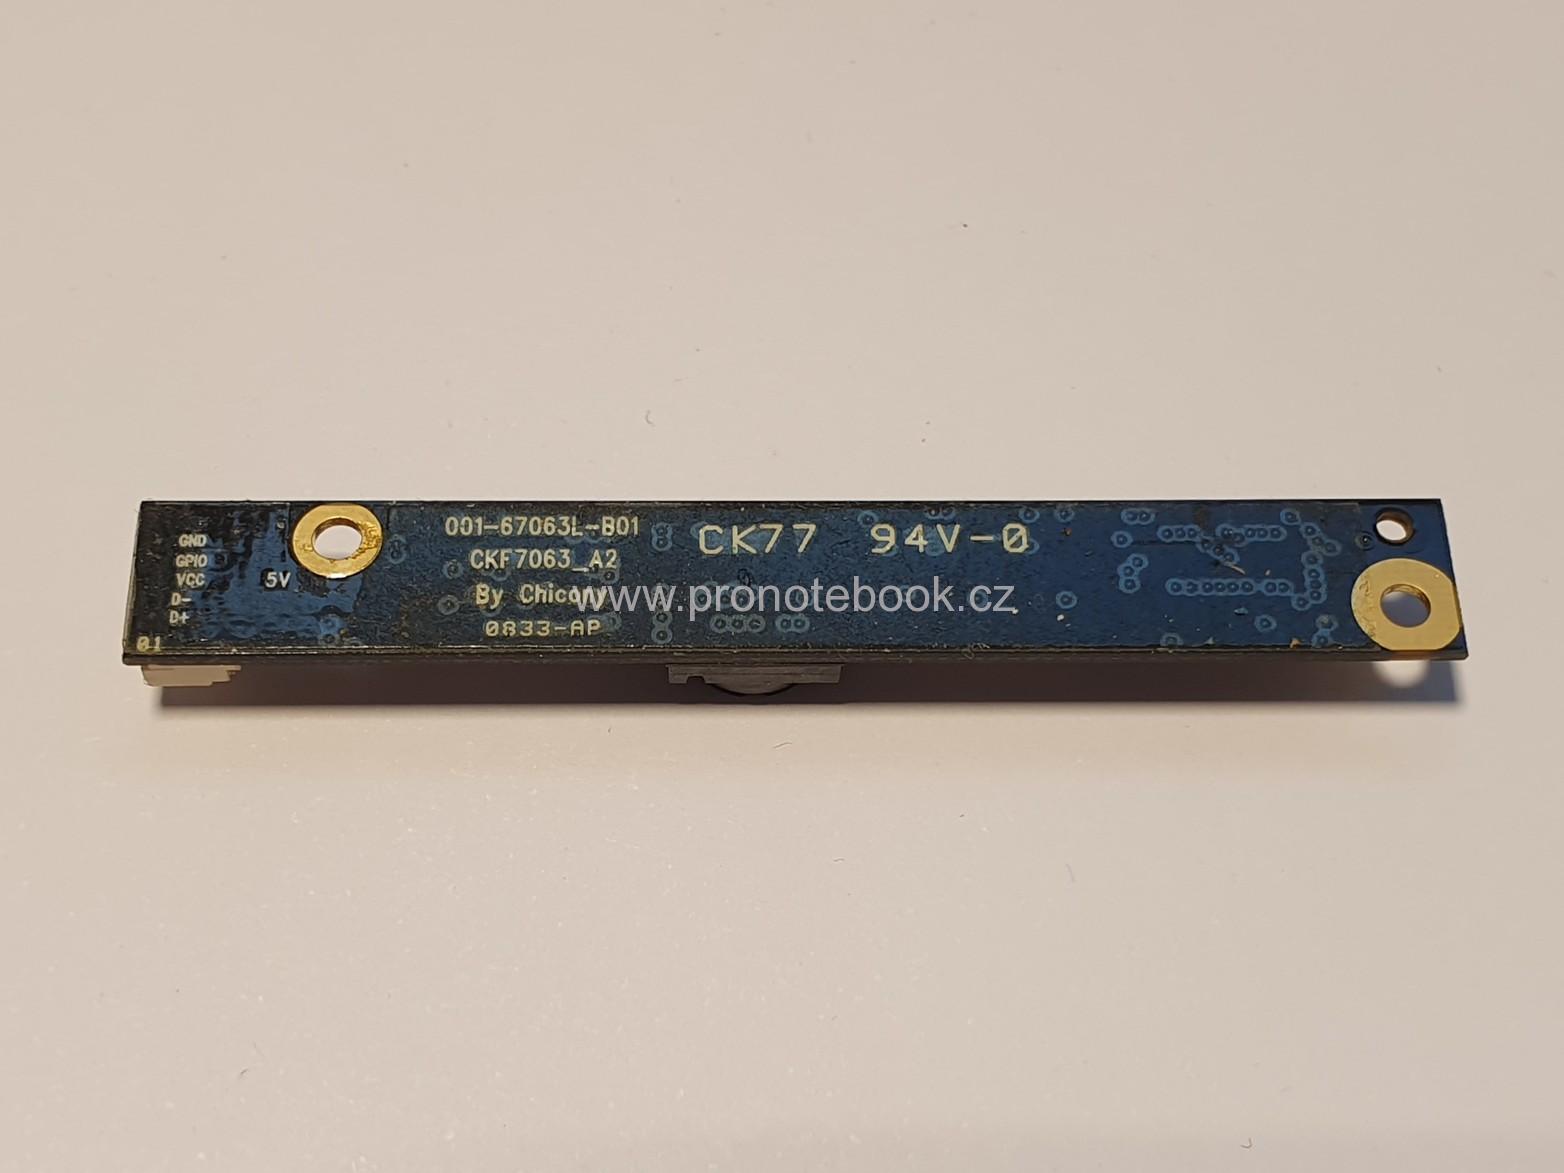 GND
GPIO
VCC
D-
D+
5V
01
001-67063L-B01
CKF7063_A2
By Chicony
0833-AP
CK77 94V-0
www.pronotebook.cz